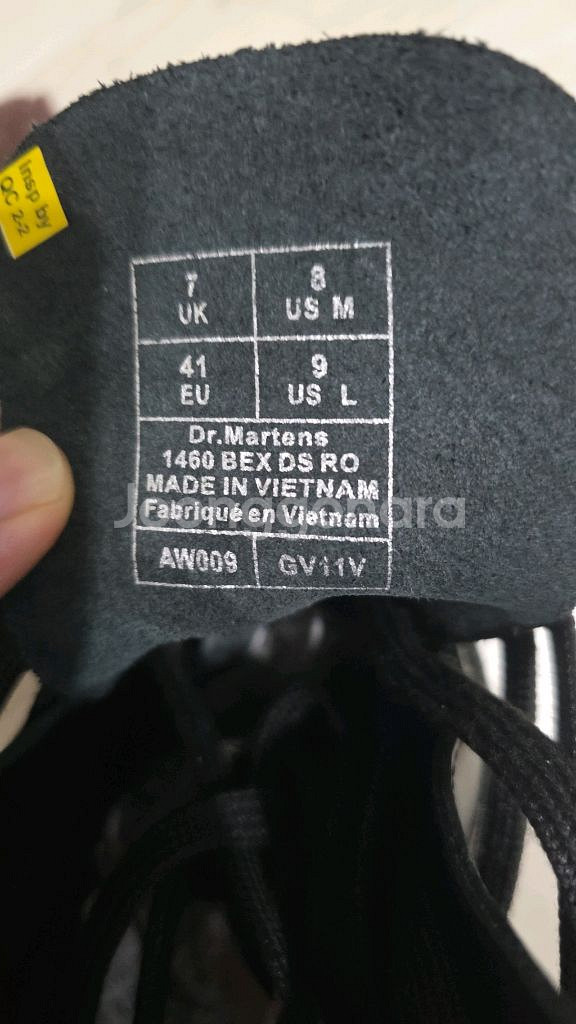 Insp by
QC 2-2
7
UK
8
US M
41
EU
9
US L
Dr.Martens
1460 BEX DS RO
MADE IN VIETNAM
Fabriqué en Vietnam
Joonggonara
AW009
GV11V